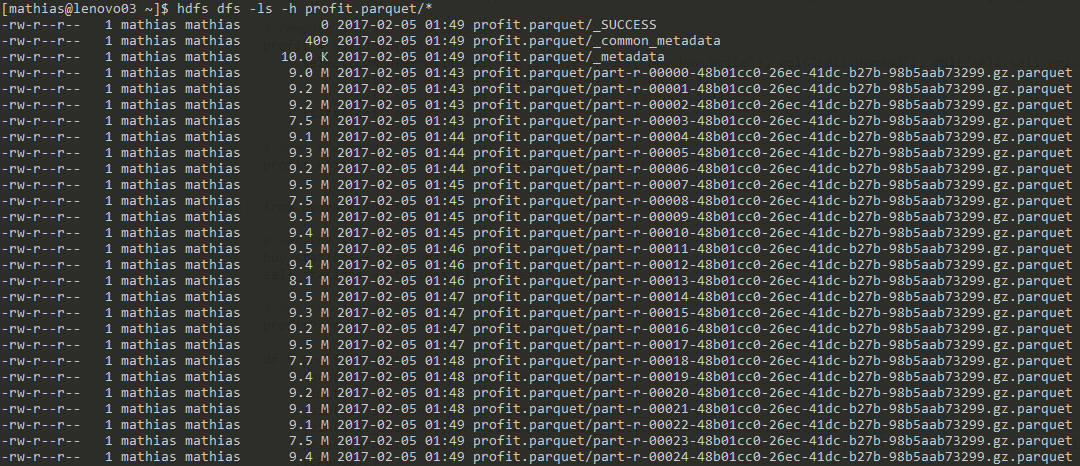 [mathias@lenovo03 ~]$ hdfs dfs -ls -h profit.parquet/*
-rw-r--r--   1 mathias mathias          0 2017-02-05 01:49 profit.parquet/_SUCCESS
-rw-r--r--   1 mathias mathias        409 2017-02-05 01:49 profit.parquet/_common_metadata
-rw-r--r--   1 mathias mathias     10.0 K 2017-02-05 01:49 profit.parquet/_metadata
-rw-r--r--   1 mathias mathias      9.0 M 2017-02-05 01:43 profit.parquet/part-r-00000-48b01cc0-26ec-41dc-b27b-98b5aab73299.gz.parquet
-rw-r--r--   1 mathias mathias      9.2 M 2017-02-05 01:43 profit.parquet/part-r-00001-48b01cc0-26ec-41dc-b27b-98b5aab73299.gz.parquet
-rw-r--r--   1 mathias mathias      9.2 M 2017-02-05 01:43 profit.parquet/part-r-00002-48b01cc0-26ec-41dc-b27b-98b5aab73299.gz.parquet
-rw-r--r--   1 mathias mathias      7.5 M 2017-02-05 01:43 profit.parquet/part-r-00003-48b01cc0-26ec-41dc-b27b-98b5aab73299.gz.parquet
-rw-r--r--   1 mathias mathias      9.1 M 2017-02-05 01:44 profit.parquet/part-r-00004-48b01cc0-26ec-41dc-b27b-98b5aab73299.gz.parquet
-rw-r--r--   1 mathias mathias      9.3 M 2017-02-05 01:44 profit.parquet/part-r-00005-48b01cc0-26ec-41dc-b27b-98b5aab73299.gz.parquet
-rw-r--r--   1 mathias mathias      9.2 M 2017-02-05 01:44 profit.parquet/part-r-00006-48b01cc0-26ec-41dc-b27b-98b5aab73299.gz.parquet
-rw-r--r--   1 mathias mathias      9.5 M 2017-02-05 01:45 profit.parquet/part-r-00007-48b01cc0-26ec-41dc-b27b-98b5aab73299.gz.parquet
-rw-r--r--   1 mathias mathias      7.5 M 2017-02-05 01:45 profit.parquet/part-r-00008-48b01cc0-26ec-41dc-b27b-98b5aab73299.gz.parquet
-rw-r--r--   1 mathias mathias      9.5 M 2017-02-05 01:45 profit.parquet/part-r-00009-48b01cc0-26ec-41dc-b27b-98b5aab73299.gz.parquet
-rw-r--r--   1 mathias mathias      9.4 M 2017-02-05 01:45 profit.parquet/part-r-00010-48b01cc0-26ec-41dc-b27b-98b5aab73299.gz.parquet
-rw-r--r--   1 mathias mathias      9.5 M 2017-02-05 01:46 profit.parquet/part-r-00011-48b01cc0-26ec-41dc-b27b-98b5aab73299.gz.parquet
-rw-r--r--   1 mathias mathias      9.4 M 2017-02-05 01:46 profit.parquet/part-r-00012-48b01cc0-26ec-41dc-b27b-98b5aab73299.gz.parquet
-rw-r--r--   1 mathias mathias      8.1 M 2017-02-05 01:46 profit.parquet/part-r-00013-48b01cc0-26ec-41dc-b27b-98b5aab73299.gz.parquet
-rw-r--r--   1 mathias mathias      9.5 M 2017-02-05 01:47 profit.parquet/part-r-00014-48b01cc0-26ec-41dc-b27b-98b5aab73299.gz.parquet
-rw-r--r--   1 mathias mathias      9.3 M 2017-02-05 01:47 profit.parquet/part-r-00015-48b01cc0-26ec-41dc-b27b-98b5aab73299.gz.parquet
-rw-r--r--   1 mathias mathias      9.2 M 2017-02-05 01:47 profit.parquet/part-r-00016-48b01cc0-26ec-41dc-b27b-98b5aab73299.gz.parquet
-rw-r--r--   1 mathias mathias      9.5 M 2017-02-05 01:47 profit.parquet/part-r-00017-48b01cc0-26ec-41dc-b27b-98b5aab73299.gz.parquet
-rw-r--r--   1 mathias mathias      7.7 M 2017-02-05 01:48 profit.parquet/part-r-00018-48b01cc0-26ec-41dc-b27b-98b5aab73299.gz.parquet
-rw-r--r--   1 mathias mathias      9.4 M 2017-02-05 01:48 profit.parquet/part-r-00019-48b01cc0-26ec-41dc-b27b-98b5aab73299.gz.parquet
-rw-r--r--   1 mathias mathias      9.2 M 2017-02-05 01:48 profit.parquet/part-r-00020-48b01cc0-26ec-41dc-b27b-98b5aab73299.gz.parquet
-rw-r--r--   1 mathias mathias      9.1 M 2017-02-05 01:48 profit.parquet/part-r-00021-48b01cc0-26ec-41dc-b27b-98b5aab73299.gz.parquet
-rw-r--r--   1 mathias mathias      9.1 M 2017-02-05 01:49 profit.parquet/part-r-00022-48b01cc0-26ec-41dc-b27b-98b5aab73299.gz.parquet
-rw-r--r--   1 mathias mathias      7.5 M 2017-02-05 01:49 profit.parquet/part-r-00023-48b01cc0-26ec-41dc-b27b-98b5aab73299.gz.parquet
-rw-r--r--   1 mathias mathias      9.4 M 2017-02-05 01:49 profit.parquet/part-r-00024-48b01cc0-26ec-41dc-b27b-98b5aab73299.gz.parquet